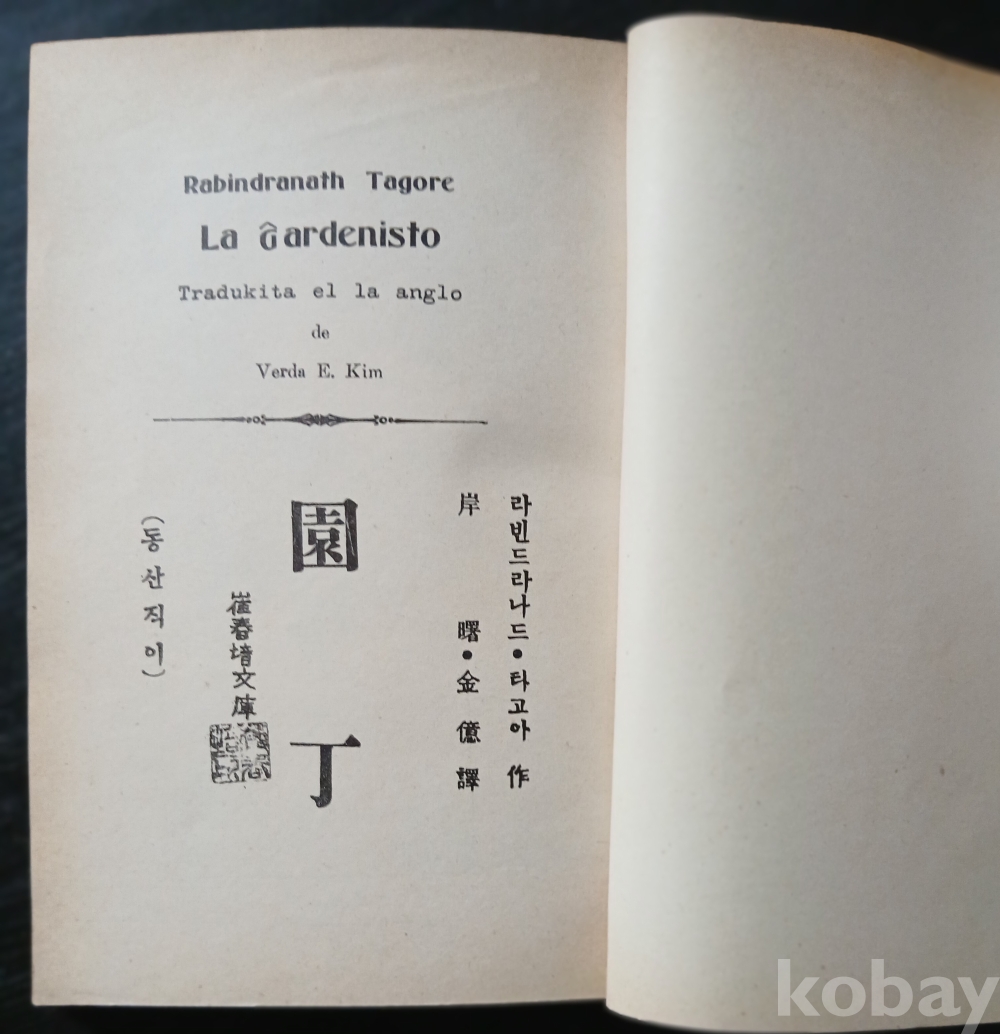 Rabindranath Tagore
La Ĝardenisto
Tradukita el la anglo
de
Verda E. Kim
라빈드라나드•타고아 作
岸曙•金億譯
園丁
崔春培文庫
(동산직이)
kobay